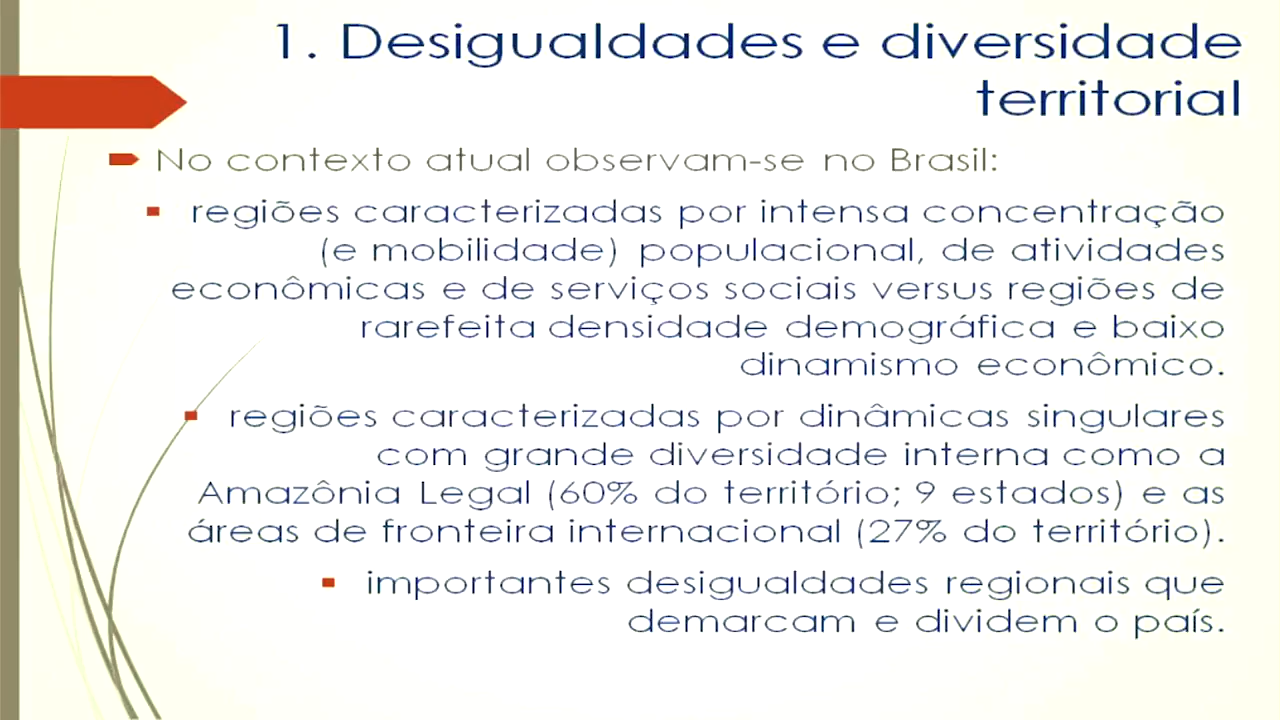 1. Desigualdades e diversidade
territorial
No contexto atual observam-se no Brasil:
regiões caracterizadas por intensa concentração
(e mobilidade) populacional, de atividades
econômicas e de serviços sociais versus regiões de
rarefeita densidade demográfica e baixo
dinamismo econômico.
regiões caracterizadas por dinâmicas singulares
com grande diversidade interna como a
Amazônia Legal (60% do território; 9 estados) e as
áreas de fronteira internacional (27% do território).
importantes desigualdades regionais que
demarcam e dividem o país.